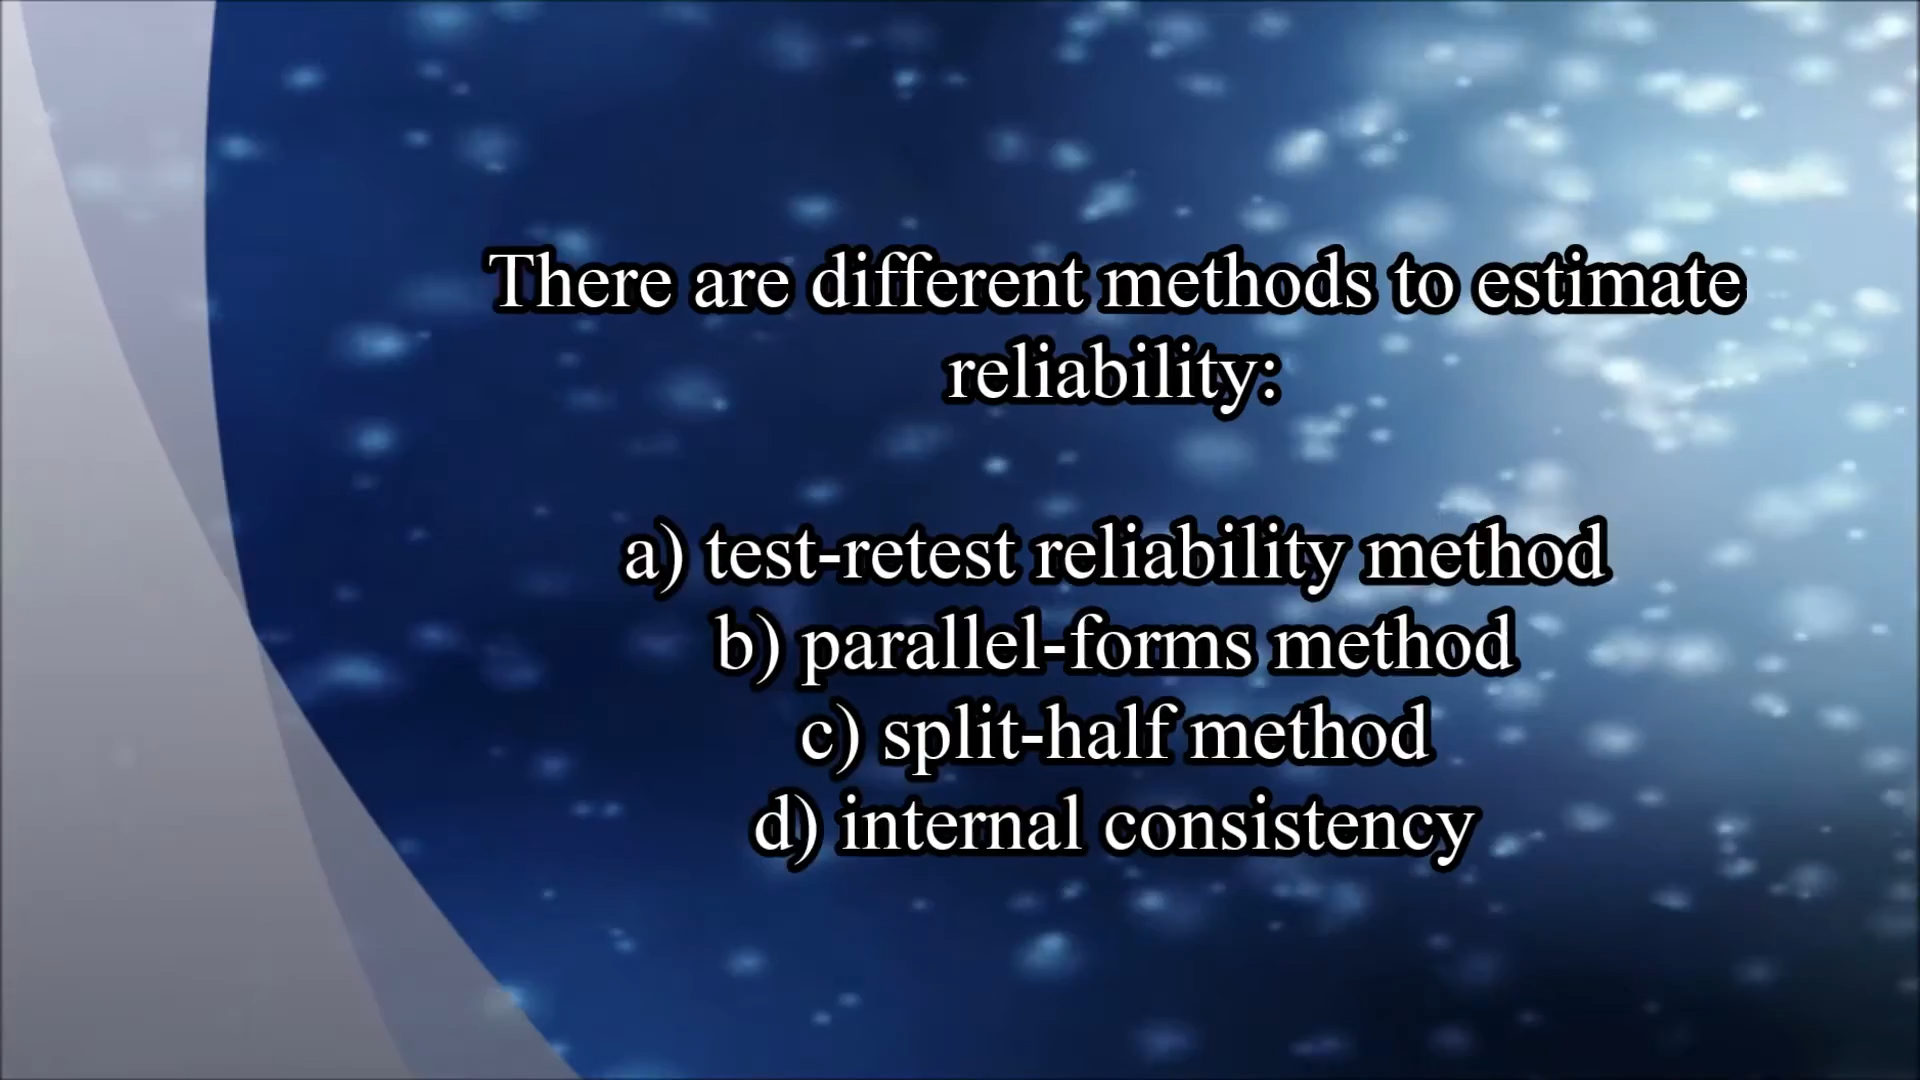 There are different methods to estimate
reliability:
a) test-retest reliability method
b) parallel-forms method
c) split-half method
d) internal consistency